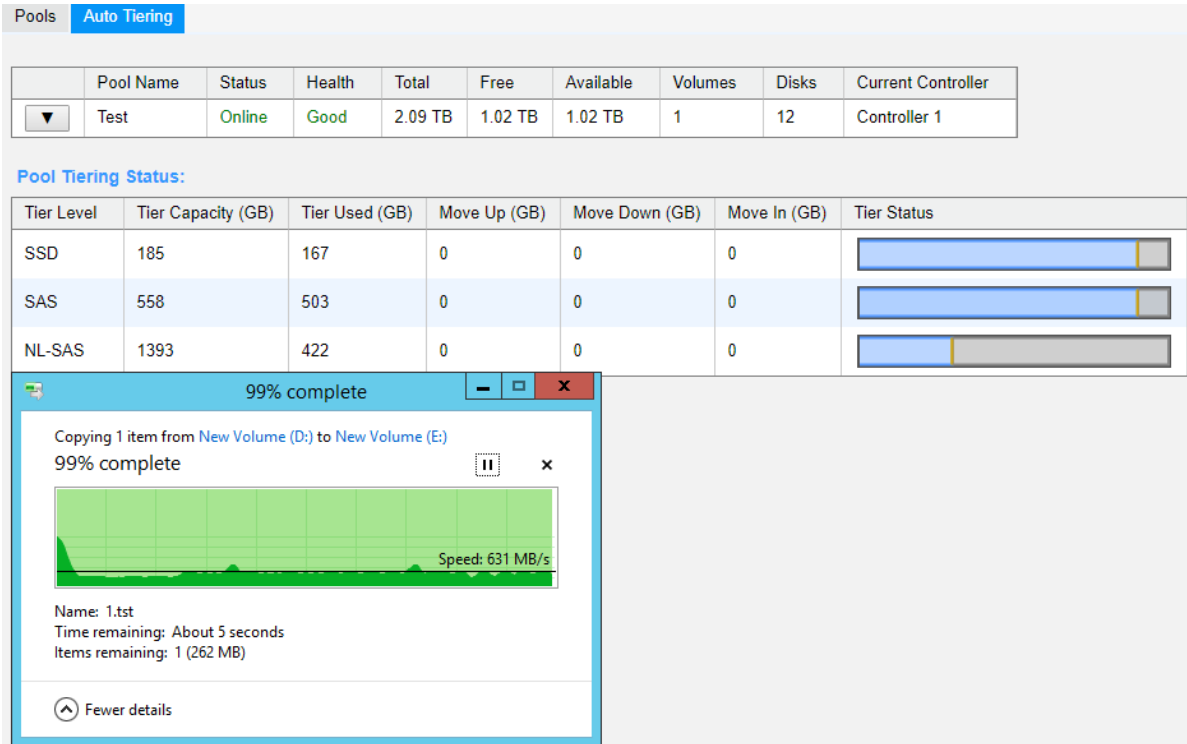 Pools Auto Tiering
Pool Name Status Health Total Free Available Volumes Disks Current Controller
▼ Test Online Good 2.09 TB 1.02 TB 1.02 TB 1 12 Controller 1
Pool Tiering Status:
Tier Level Tier Capacity (GB) Tier Used (GB) Move Up (GB) Move Down (GB) Move In (GB) Tier Status
SSD 185 167 0 0 0
SAS 558 503 0 0 0
NL-SAS 1393 422 0 0 0
99% complete
Copying 1 item from New Volume (D:) to New Volume (E:)
99% complete
Speed: 631 MB/s
Name: 1.tst
Time remaining: About 5 seconds
Items remaining: 1 (262 MB)
Fewer details